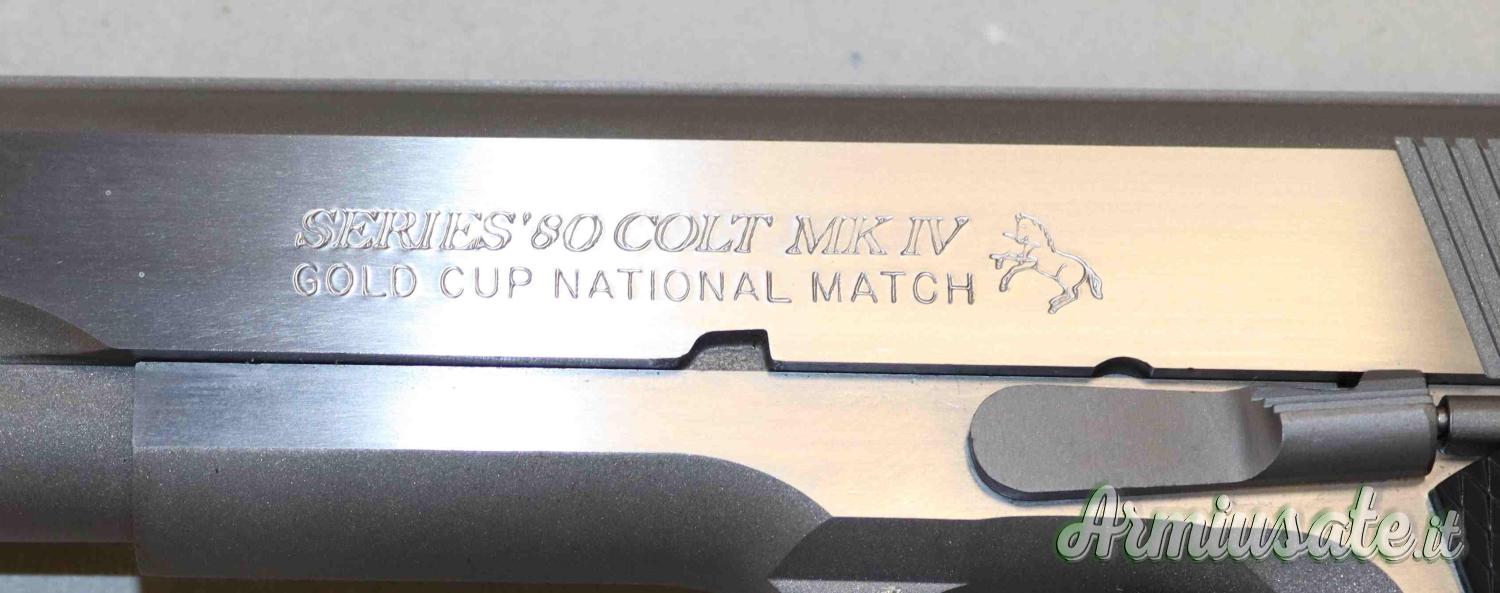 SERIES'80 COLT MK IV
GOLD CUP NATIONAL MATCH
Armiusate.it